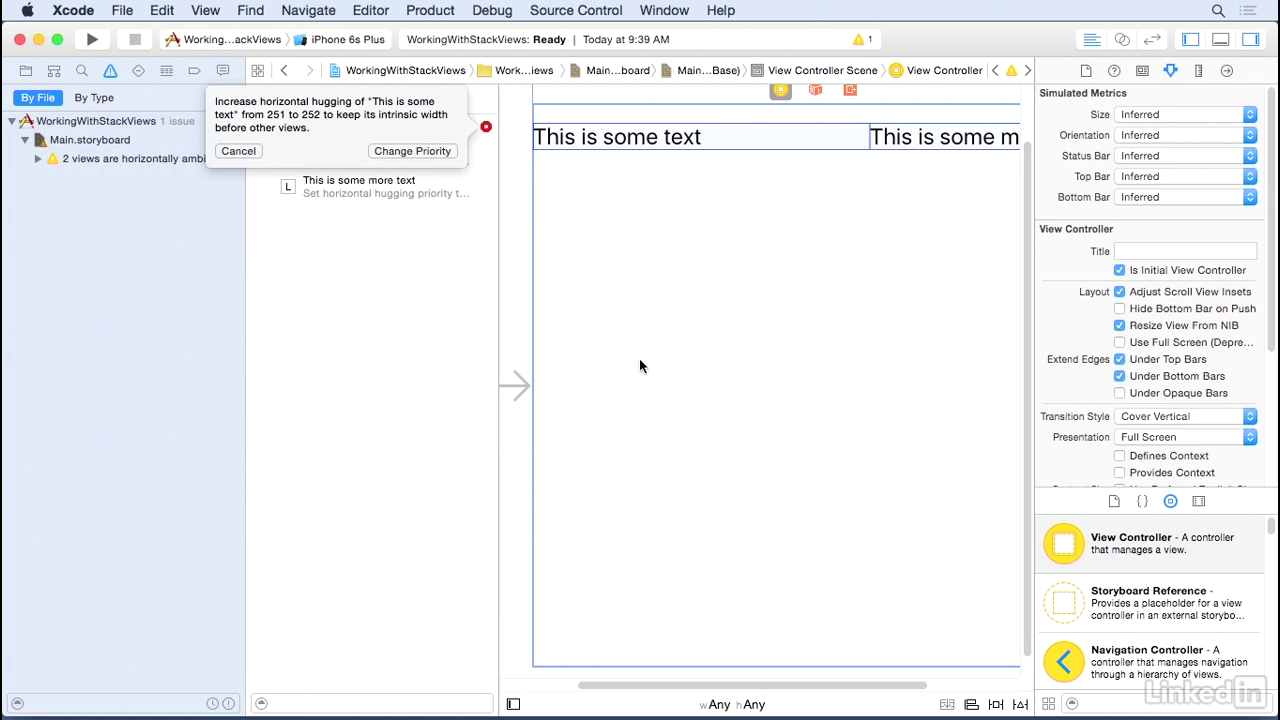 Xcode File Edit View Find Navigate Editor Product Debug Source Control Window Help
Working...ackViews iPhone 6s Plus WorkingWithStackViews: Ready Today at 9:39 AM 1
WorkingWithStackViews Work...iews Main...board Main...Base) View Controller Scene View Controller
By File By Type
WorkingWithStackViews 1 issue
Main.storyboard
2 views are horizontally ambi
Increase horizontal hugging of "This is some
text" from 251 to 252 to keep its intrinsic width
before other views.
Cancel Change Priority
L This is some more text
Set horizontal hugging priority t...
This is some text This is some m
Simulated Metrics
Size Inferred
Orientation Inferred
Status Bar Inferred
Top Bar Inferred
Bottom Bar Inferred
View Controller
Title
Is Initial View Controller
Layout Adjust Scroll View Insets
Hide Bottom Bar on Push
Resize View From NIB
Use Full Screen (Depre...
Extend Edges Under Top Bars
Under Bottom Bars
Under Opaque Bars
Transition Style Cover Vertical
Presentation Full Screen
Defines Context
Provides Context
View Controller - A controller
that manages a view.
Storyboard Reference -
Provides a placeholder for a view
controller in an external storybo...
Navigation Controller - A
controller that manages navigation
through a hierarchy of views.
wAny hAny
Linked in